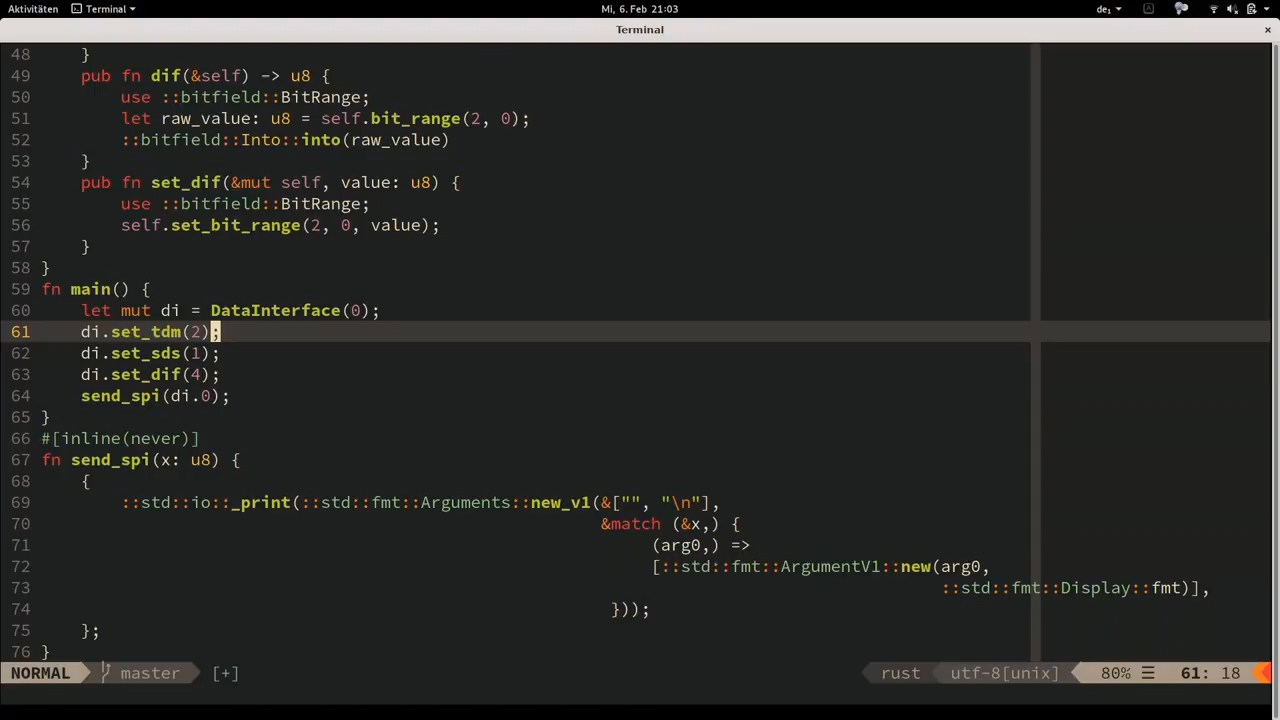 Aktivitäten Terminal Mi, 6. Feb 21:03 de₁
Terminal
48     }
49     pub fn dif(&self) -> u8 {
50         use ::bitfield::BitRange;
51         let raw_value: u8 = self.bit_range(2, 0);
52         ::bitfield::Into::into(raw_value)
53     }
54     pub fn set_dif(&mut self, value: u8) {
55         use ::bitfield::BitRange;
56         self.set_bit_range(2, 0, value);
57     }
58 }
59 fn main() {
60     let mut di = DataInterface(0);
61     di.set_tdm(2);
62     di.set_sds(1);
63     di.set_dif(4);
64     send_spi(di.0);
65 }
66 #[inline(never)]
67 fn send_spi(x: u8) {
68     {
69         ::std::io::_print(::std::fmt::Arguments::new_v1(&["", "\n"],
70                                                         &match (&x,) {
71                                                              (arg0,) =>
72                                                              [::std::fmt::ArgumentV1::new(arg0,
73                                                                                           ::std::fmt::Display::fmt)],
74                                                          }));
75     };
76 }
NORMAL master [+] rust utf-8[unix] 80% ☰ 61: 18